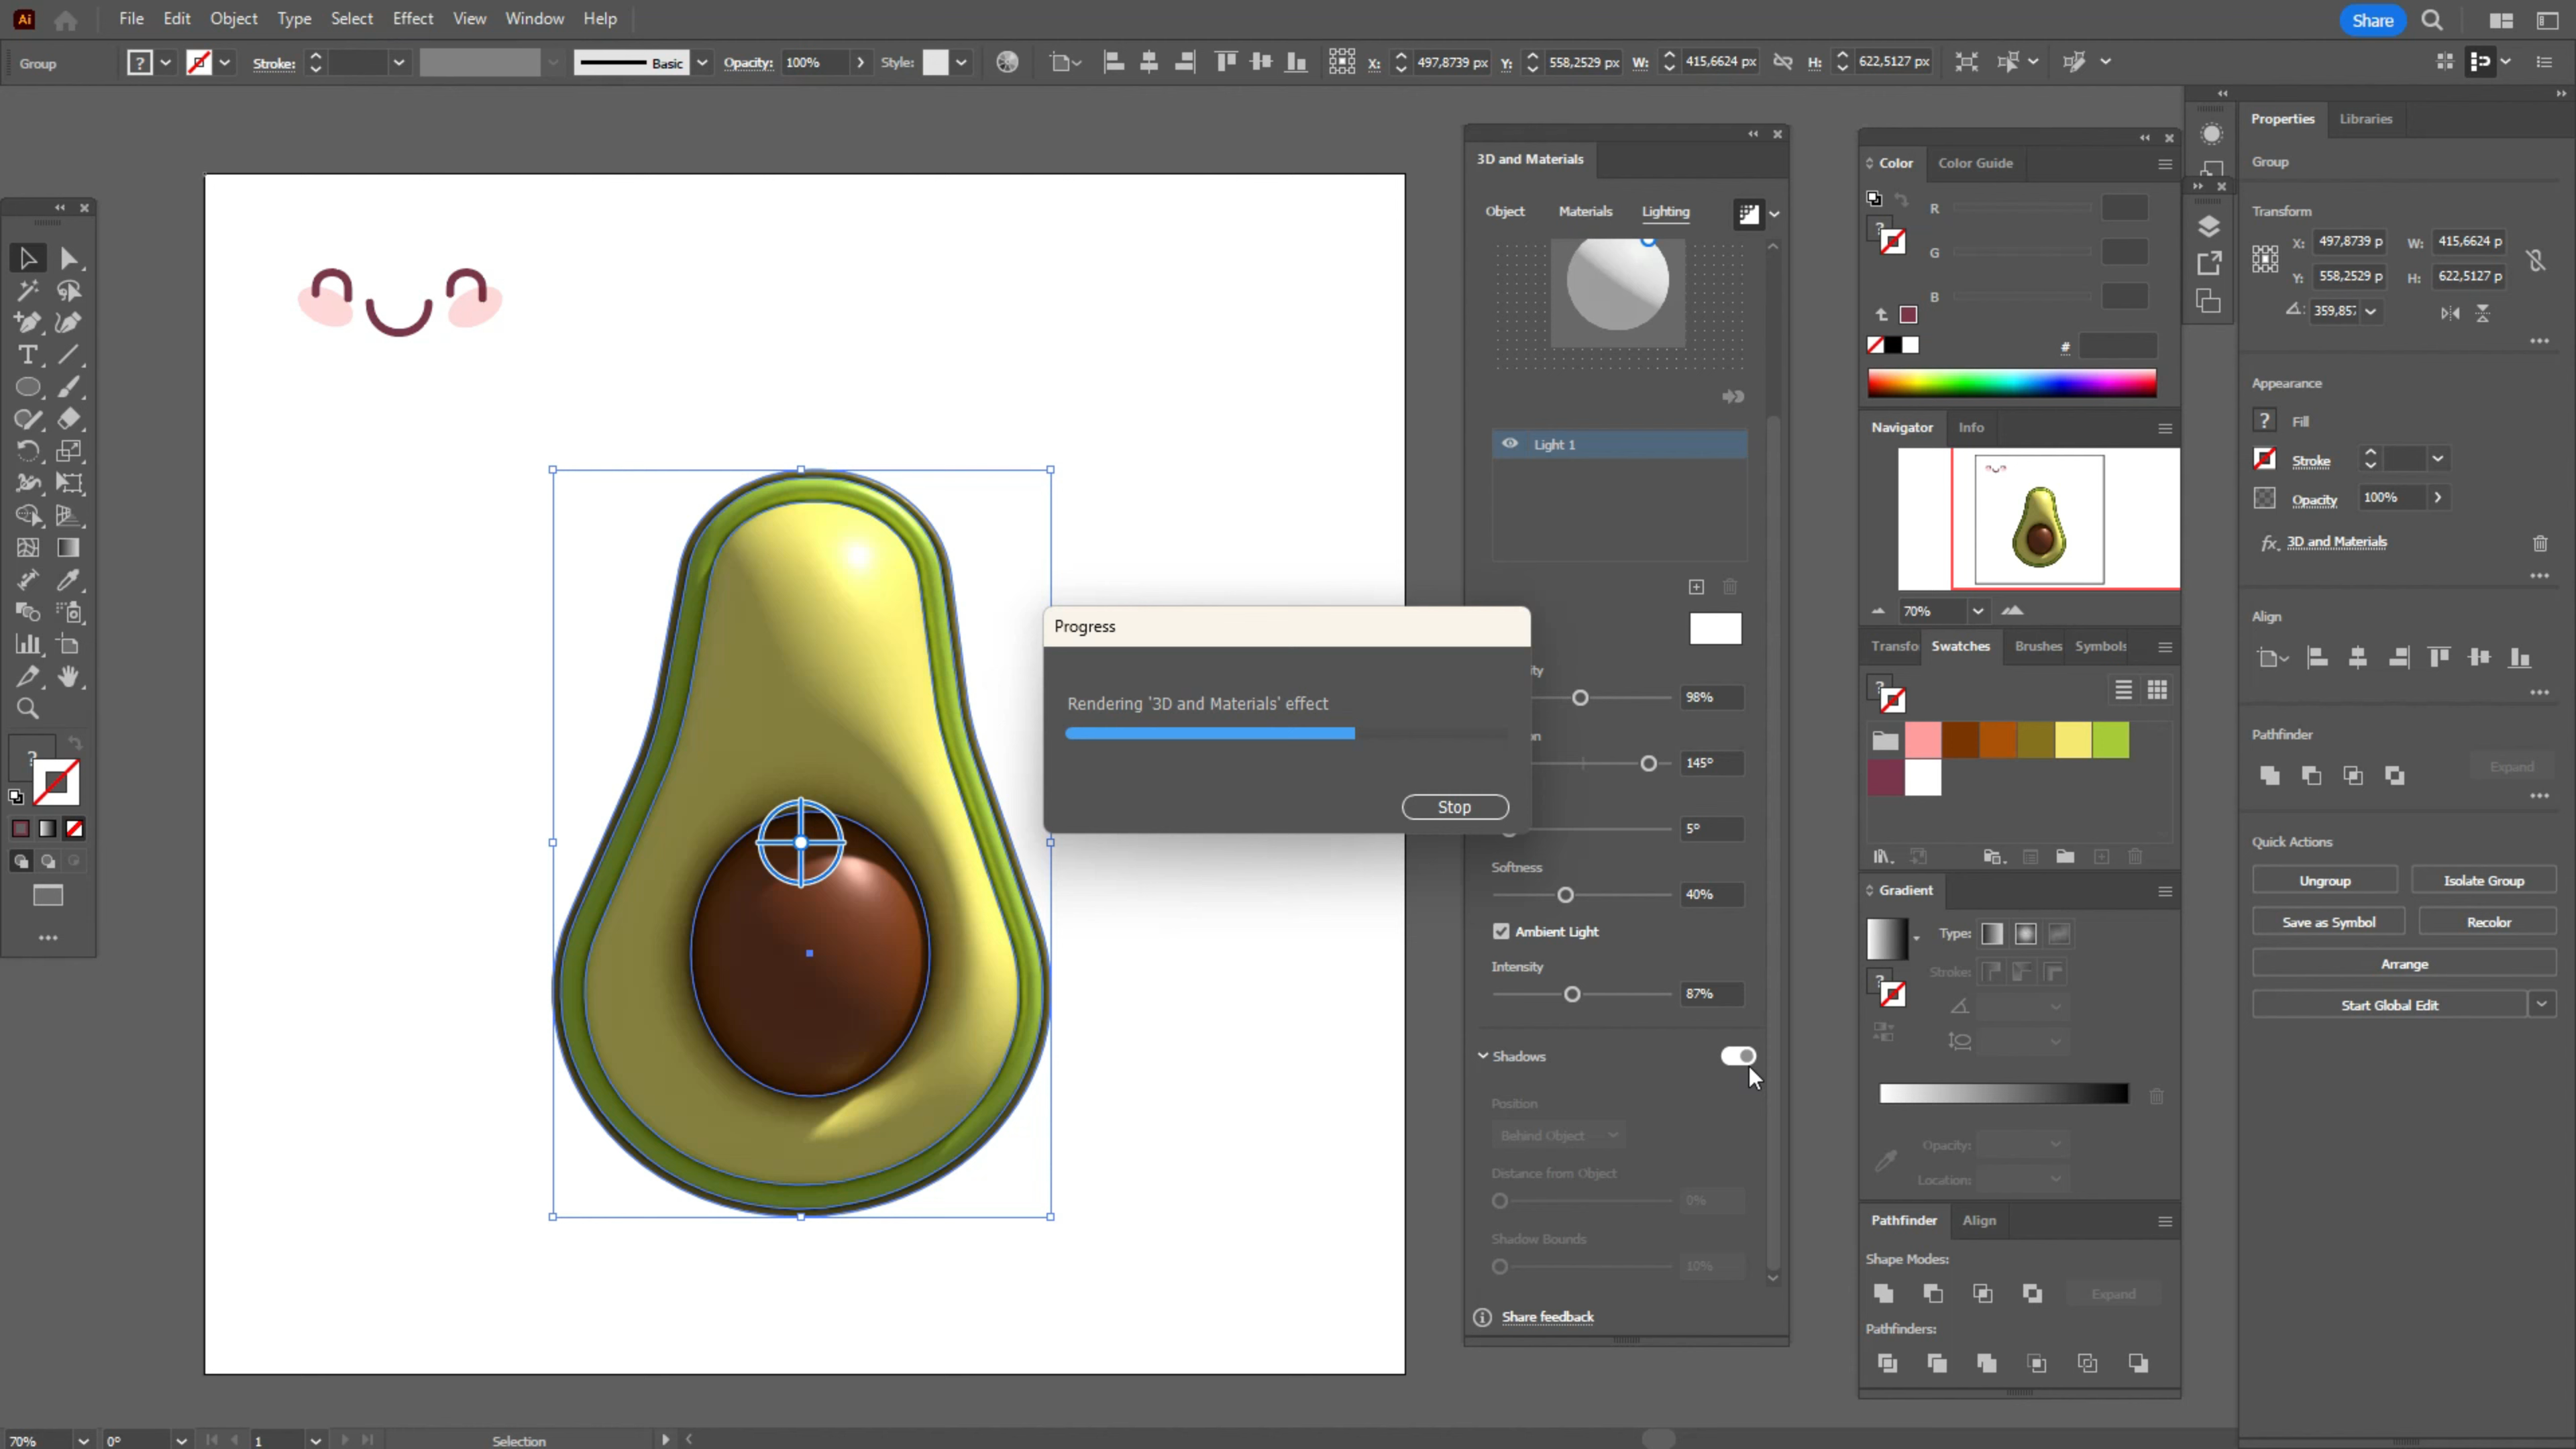 Ai File Edit Object Type Select Effect View Window Help Share
Group ? Stroke: Basic Opacity: 100% Style: X: 497,8739 px Y: 558,2529 px W: 415,6624 px H: 622,5127 px
3D and Materials
Object Materials Lighting
Light 1
98%
145°
5°
Softness
40%
Ambient Light
Intensity
87%
Shadows
Position
Behind Object
Distance from Object
0%
Shadow Bounds
10%
Share feedback
Progress
Rendering '3D and Materials' effect
Stop
Color Color Guide
R
G
B
#
Navigator Info
70%
Transfo Swatches Brushes Symbols
Gradient
Type:
Stroke:
Opacity:
Location:
Pathfinder Align
Shape Modes:
Expand
Pathfinders:
Properties Libraries
Group
Transform
X: 497,8739 p W: 415,6624 p
Y: 558,2529 p H: 622,5127 p
359,85
Appearance
? Fill
Stroke
Opacity 100%
fx. 3D and Materials
Align
Pathfinder
Expand
Quick Actions
Ungroup Isolate Group
Save as Symbol Recolor
Arrange
Start Global Edit
70% 0° 1 Selection